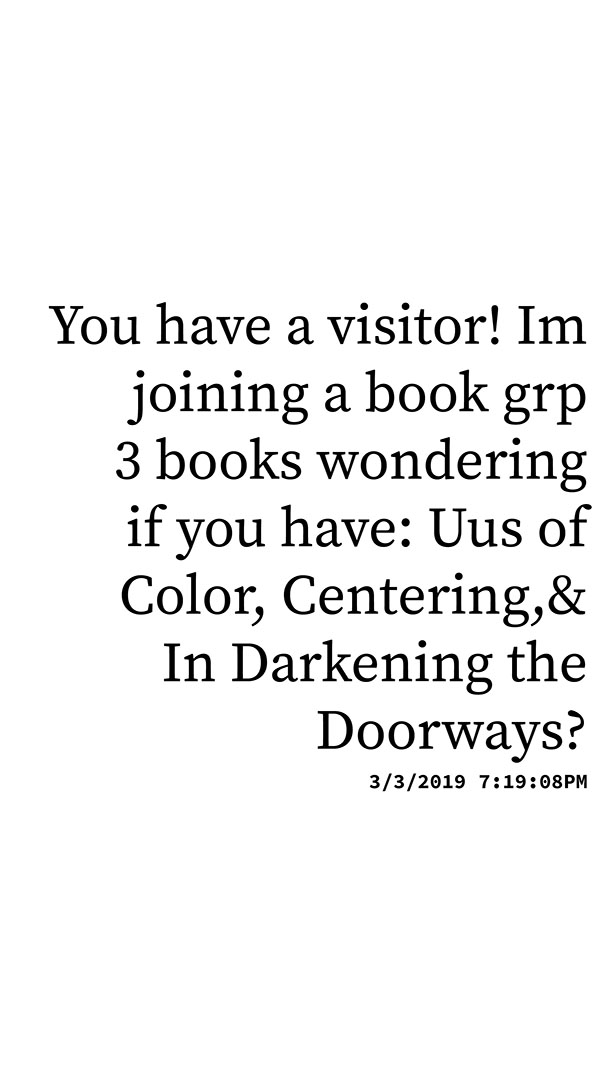 You have a visitor! Im
joining a book grp
3 books wondering
if you have: Uus of
Color, Centering,&
In Darkening the
Doorways?
3/3/2019 7:19:08PM